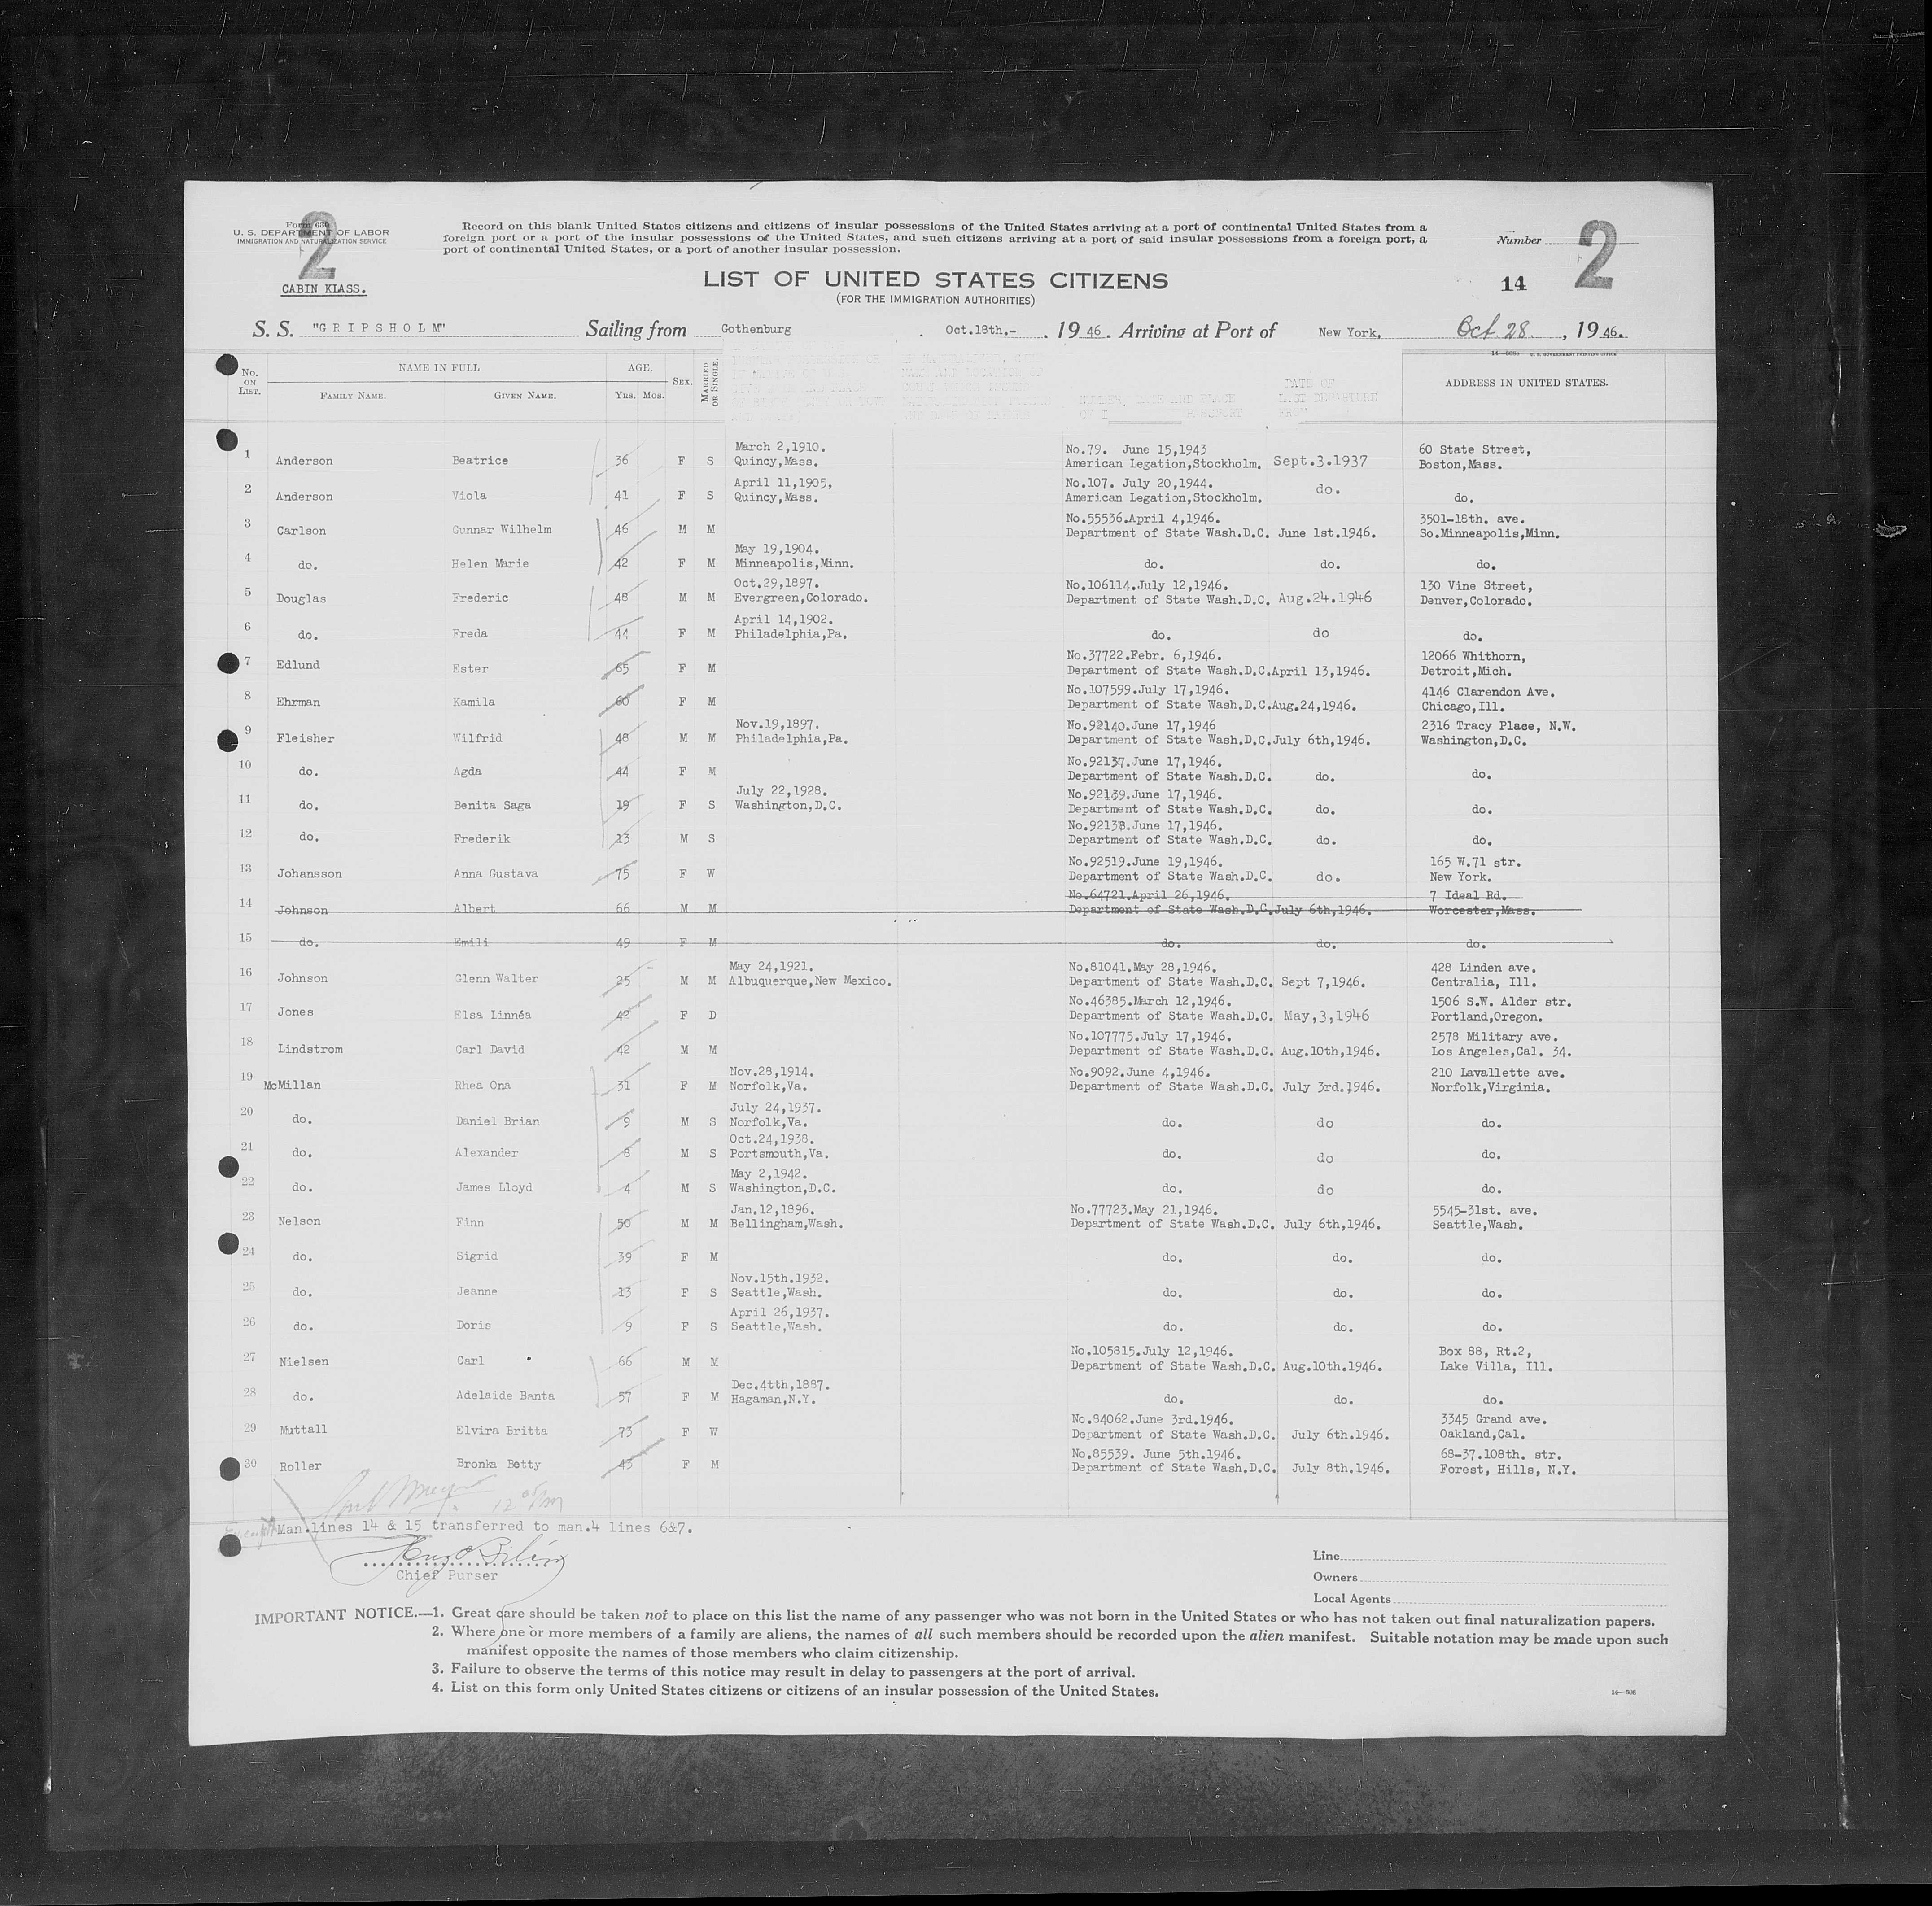 Form 630
U. S. DEPARTMENT OF LABOR
IMMIGRATION AND NATURALIZATION SERVICE
2
CABIN KLASS.
Record on this blank United States citizens and citizens of insular possessions of the United States arriving at a port of continental United States from a
foreign port or a port of the insular possessions of the United States, and such citizens arriving at a port of said insular possessions from a foreign port, a
port of continental United States, or a port of another insular possession.
Number 2
14
LIST OF UNITED STATES CITIZENS
(FOR THE IMMIGRATION AUTHORITIES)
S. S. "GRIPSHOLM" Sailing from Gothenburg . Oct.18th.- . 19 46. Arriving at Port of New York, Oct 28. , 19 46.
No. ON LIST. NAME IN FULL FAMILY NAME. GIVEN NAME. AGE. YRS. MOS. SEX. MARRIED OR SINGLE. DATE OF LAST DEPARTURE FROM ADDRESS IN UNITED STATES.
1 Anderson Beatrice 36 F S March 2,1910. Quincy,Mass. No.79. June 15,1943 American Legation,Stockholm. Sept.3.1937 60 State Street, Boston,Mass.
2 Anderson Viola 41 F S April 11,1905, Quincy,Mass. No.107. July 20,1944. American Legation,Stockholm. do. do.
3 Carlson Gunnar Wilhelm 46 M M No.55536.April 4,1946. Department of State Wash.D.C. June 1st.1946. 3501-18th. ave. So.Minneapolis,Minn.
4 do. Helen Marie 42 F M May 19,1904. Minneapolis,Minn. do. do. do.
5 Douglas Frederic 48 M M Oct.29,1897. Evergreen,Colorado. No.106114.July 12,1946. Department of State Wash.D.C. Aug.24.1946 130 Vine Street, Denver,Colorado.
6 do. Freda 44 F M April 14,1902. Philadelphia,Pa. do. do do.
7 Edlund Ester 65 F M No.37722.Febr. 6,1946. Department of State Wash.D.C.April 13,1946. 12066 Whithorn, Detroit,Mich.
8 Ehrman Kamila 60 F M No.107599.July 17,1946. Department of State Wash.D.C.Aug.24,1946. 4146 Clarendon Ave. Chicago,Ill.
9 Fleisher Wilfrid 48 M M Nov.19,1897. Philadelphia,Pa. No.92140.June 17,1946 Department of State Wash.D.C.July 6th,1946. 2316 Tracy Place, N.W. Washington,D.C.
10 do. Agda 44 F M No.92137.June 17,1946. Department of State Wash.D.C. do. do.
11 do. Benita Saga 19 F S July 22,1928. Washington,D.C. No.92139.June 17,1946. Department of State Wash.D.C. do. do.
12 do. Frederik 13 M S No.92138.June 17,1946. Department of State Wash.D.C. do. do.
13 Johansson Anna Gustava 75 F W No.92519.June 19,1946. Department of State Wash.D.C. do. 165 W.71 str. New York.
14 Johnson Albert 66 M M No.64721.April 26,1946. Department of State Wash.D.C.July 6th,1946. 7 Ideal Rd. Worcester,Mass.
15 do. Emili 49 F M do. do. do.
16 Johnson Glenn Walter 25 M M May 24,1921. Albuquerque,New Mexico. No.81041.May 28,1946. Department of State Wash.D.C. Sept 7,1946. 428 Linden ave. Centralia, Ill.
17 Jones Elsa Linnéa 42 F D No.46385.March 12,1946. Department of State Wash.D.C. May,3,1946 1506 S.W. Alder str. Portland,Oregon.
18 Lindstrom Carl David 42 M M No.107775.July 17,1946. Department of State Wash.D.C. Aug.10th,1946. 2578 Military ave. Los Angeles,Cal. 34.
19 McMillan Rhea Ona 31 F M Nov.28,1914. Norfolk,Va. No.9092.June 4,1946. Department of State Wash.D.C. July 3rd.1946. 210 Lavallette ave. Norfolk,Virginia.
20 do. Daniel Brian 9 M S July 24,1937. Norfolk,Va. do. do do.
21 do. Alexander 8 M S Oct.24,1938. Portsmouth,Va. do. do do.
22 do. James Lloyd 4 M S May 2,1942. Washington,D.C. do. do do.
23 Nelson Finn 50 M M Jan.12,1896. Bellingham,Wash. No.77723.May 21,1946. Department of State Wash.D.C. July 6th,1946. 5545-31st. ave. Seattle,Wash.
24 do. Sigrid 39 F M do. do. do.
25 do. Jeanne 13 F S Nov.15th.1932. Seattle,Wash. do. do. do.
26 do. Doris 9 F S April 26,1937. Seattle,Wash. do. do. do.
27 Nielsen Carl 66 M M No.105815.July 12,1946. Department of State Wash.D.C. Aug.10th.1946. Box 88, Rt.2, Lake Villa, Ill.
28 do. Adelaide Banta 57 F M Dec.4tth,1887. Hagaman,N.Y. do. do. do.
29 Muttall Elvira Britta 73 F W No.84062.June 3rd.1946. Department of State Wash.D.C. July 6th.1946. 3345 Grand ave. Oakland,Cal.
30 Roller Bronka Betty 45 F M No.85539. June 5th.1946. Department of State Wash.D.C. July 8th.1946. 68-37.108th. str. Forest, Hills, N.Y.
Man.lines 14 & 15 transferred to man.4 lines 6&7.
Chief Purser
Line
Owners
Local Agents
IMPORTANT NOTICE.—1. Great care should be taken not to place on this list the name of any passenger who was not born in the United States or who has not taken out final naturalization papers.
2. Where one or more members of a family are aliens, the names of all such members should be recorded upon the alien manifest. Suitable notation may be made upon such
manifest opposite the names of those members who claim citizenship.
3. Failure to observe the terms of this notice may result in delay to passengers at the port of arrival.
4. List on this form only United States citizens or citizens of an insular possession of the United States.